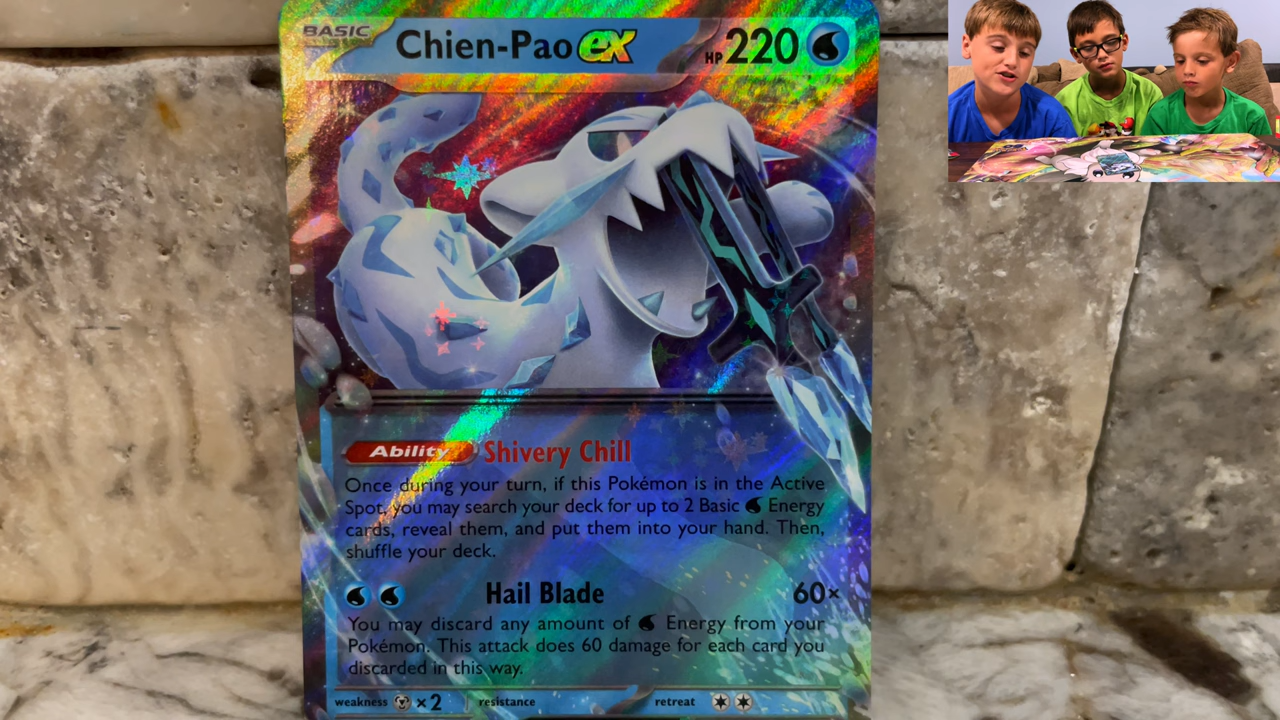 BASIC
Chien-Pao ex HP 220
Ability Shivery Chill
Once during your turn, if this Pokémon is in the Active
Spot, you may search your deck for up to 2 Basic Energy
cards, reveal them, and put them into your hand. Then,
shuffle your deck.
Hail Blade 60×
You may discard any amount of Energy from your
Pokémon. This attack does 60 damage for each card you
discarded in this way.
weakness ×2 resistance retreat